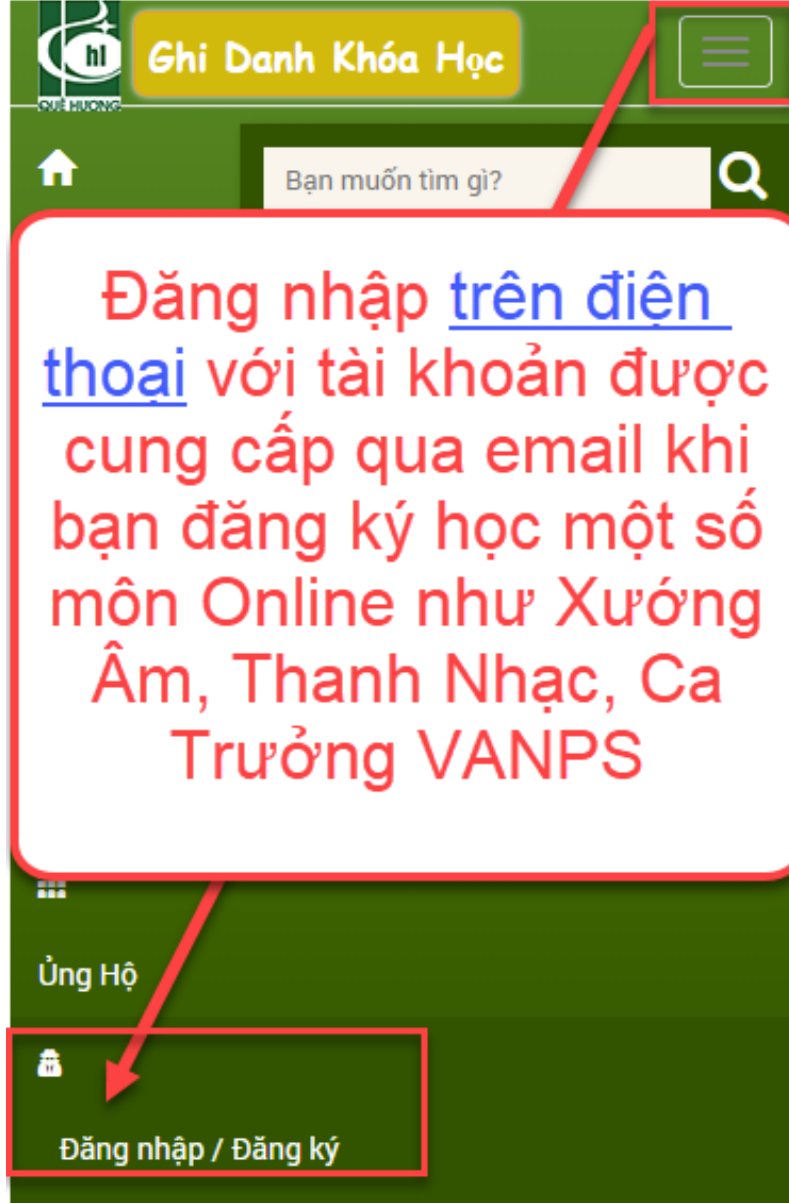 hl
QUÊ HƯƠNG
Ghi Danh Khóa Học
Bạn muốn tìm gì?
Đăng nhập trên điện
thoại với tài khoản được
cung cấp qua email khi
bạn đăng ký học một số
môn Online như Xướng
Âm, Thanh Nhạc, Ca
Trưởng VANPS
Ủng Hộ
Đăng nhập / Đăng ký